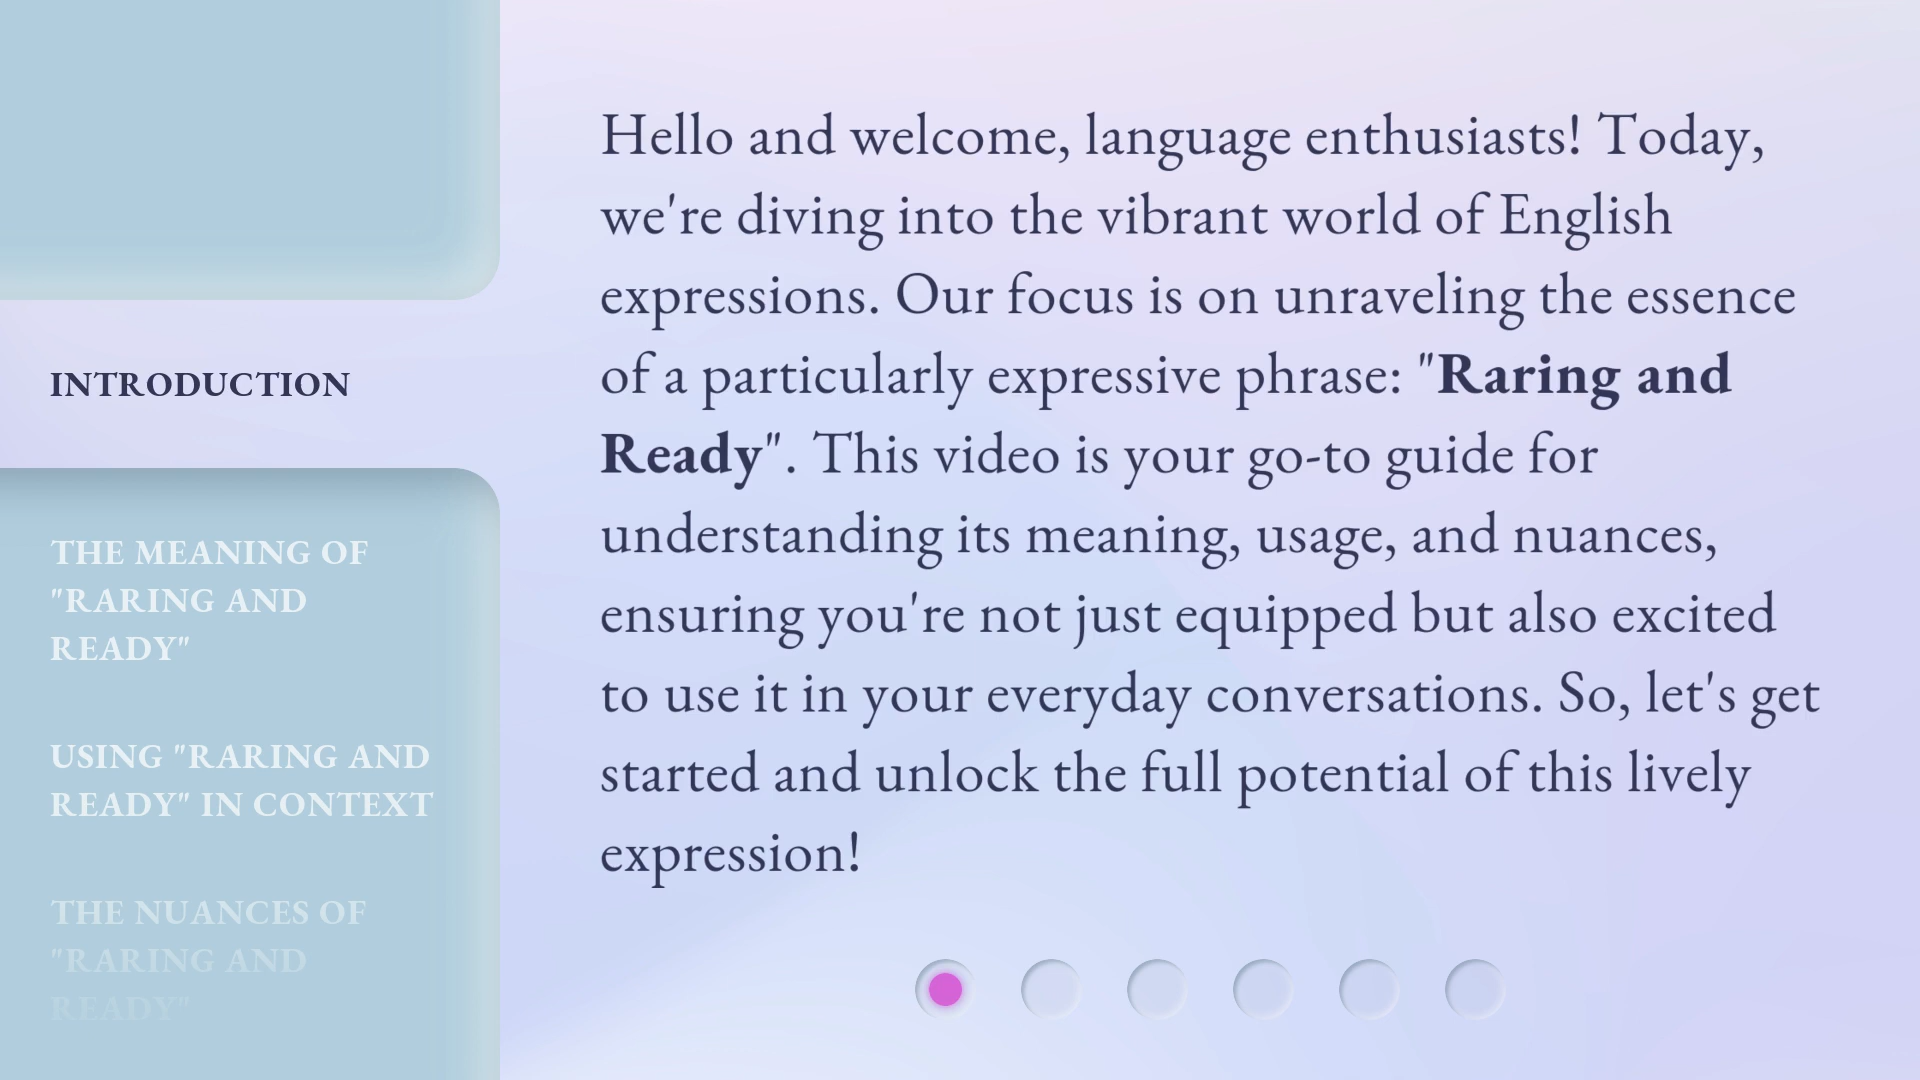 INTRODUCTION
THE MEANING OF
"RARING AND
READY"
USING "RARING AND
READY" IN CONTEXT
THE NUANCES OF
"RARING AND
READY"
Hello and welcome, language enthusiasts! Today,
we're diving into the vibrant world of English
expressions. Our focus is on unraveling the essence
of a particularly expressive phrase: "Raring and
Ready". This video is your go-to guide for
understanding its meaning, usage, and nuances,
ensuring you're not just equipped but also excited
to use it in your everyday conversations. So, let's get
started and unlock the full potential of this lively
expression!